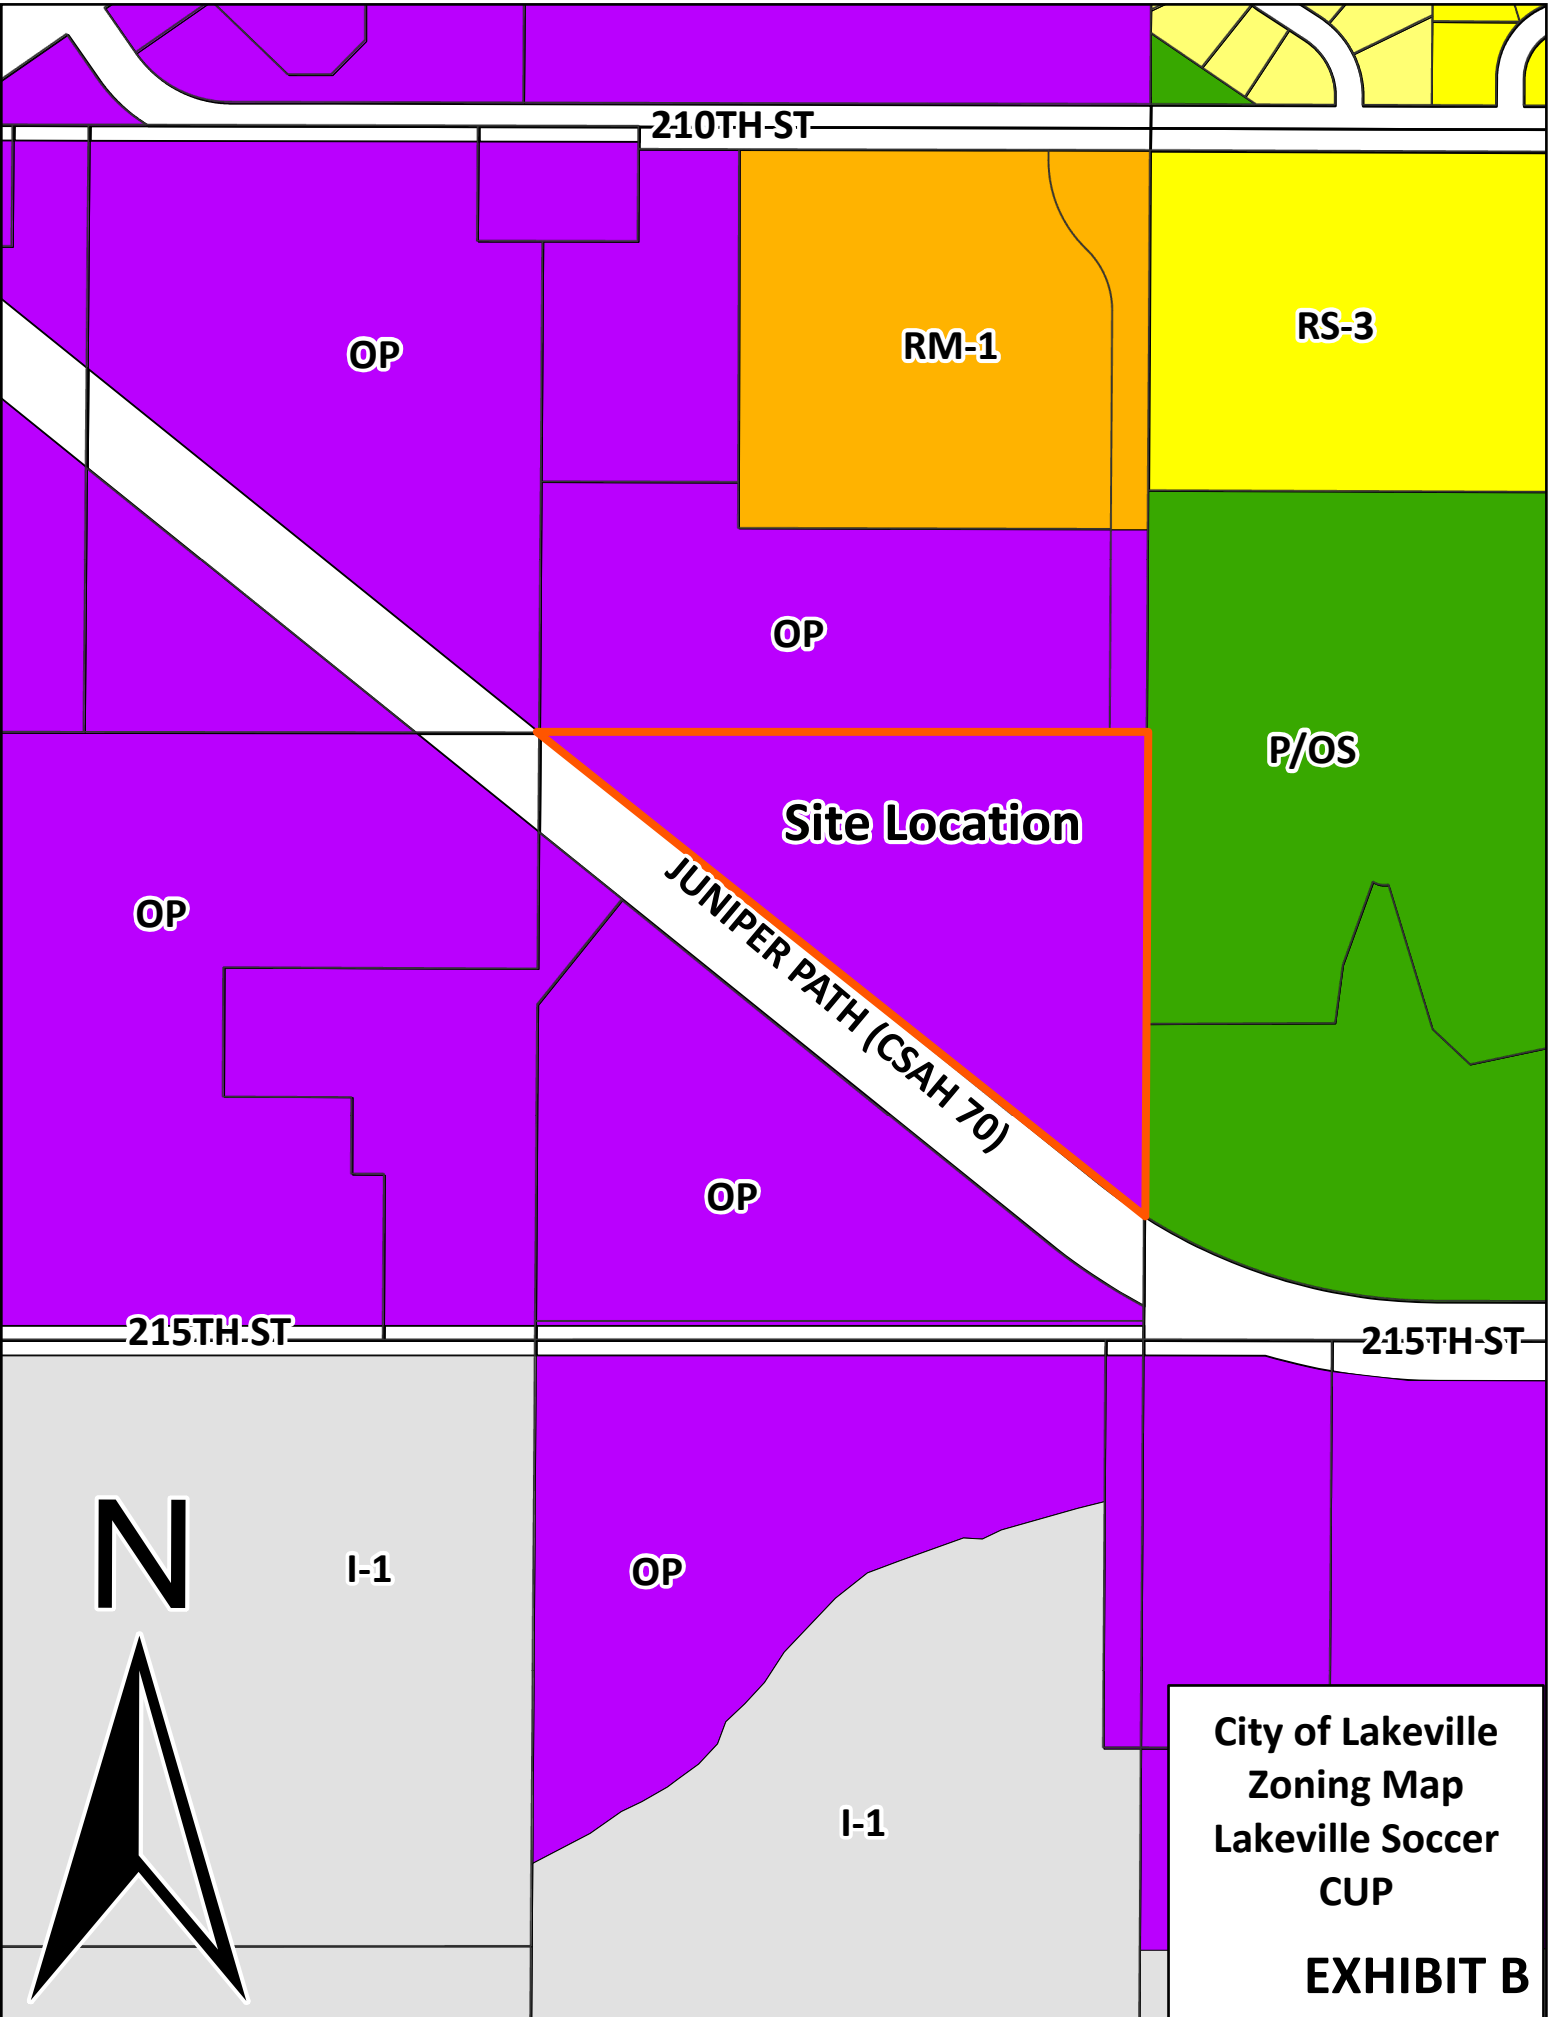 210TH ST
RS-3
RM-1
OP
OP
P/OS
Site Location
JUNIPER PATH (CSAH 70)
OP
OP
215TH ST
215TH ST
N
I-1
OP
I-1
City of Lakeville
Zoning Map
Lakeville Soccer
CUP
EXHIBIT B